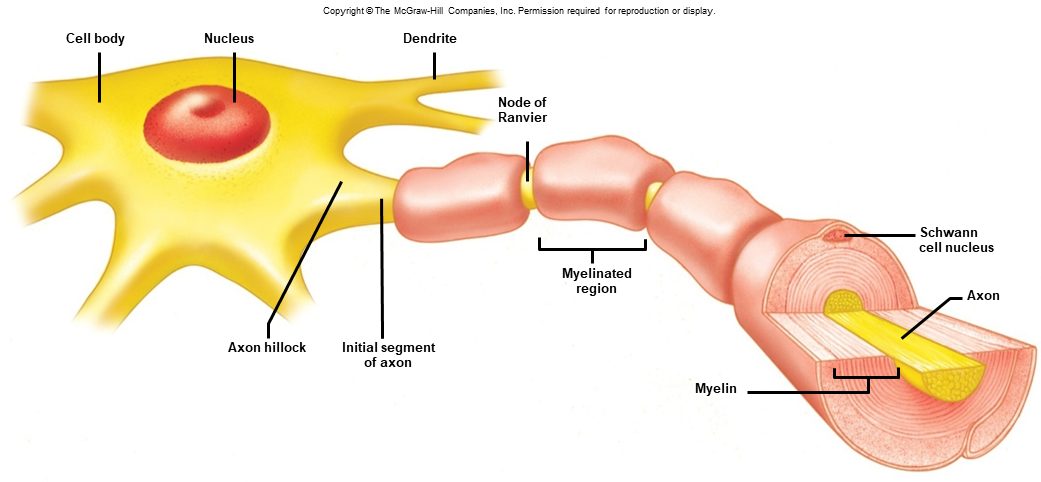 Copyright © The McGraw-Hill Companies, Inc. Permission required for reproduction or display.
Cell body
Nucleus
Dendrite
Node of
Ranvier
Schwann
cell nucleus
Myelinated
region
Axon
Axon hillock
Initial segment
of axon
Myelin